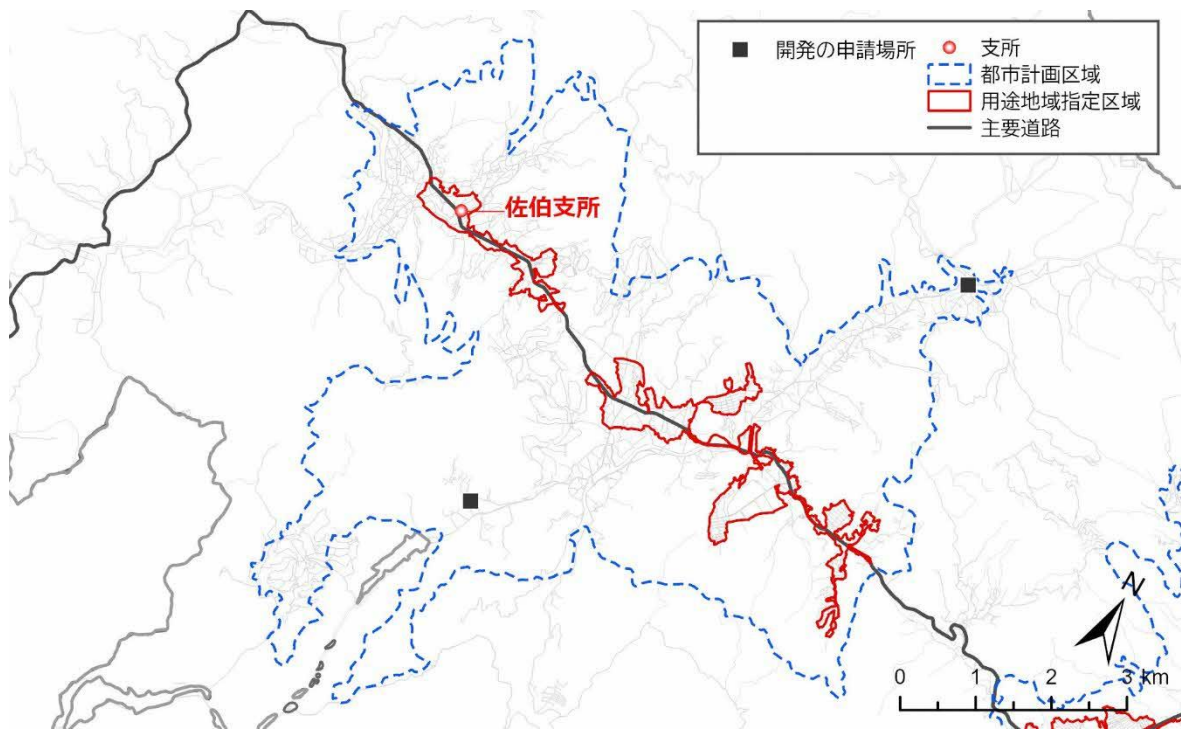 開発の申請場所
支所
都市計画区域
用途地域指定区域
主要道路
佐伯支所
N
0 1 2 3 km